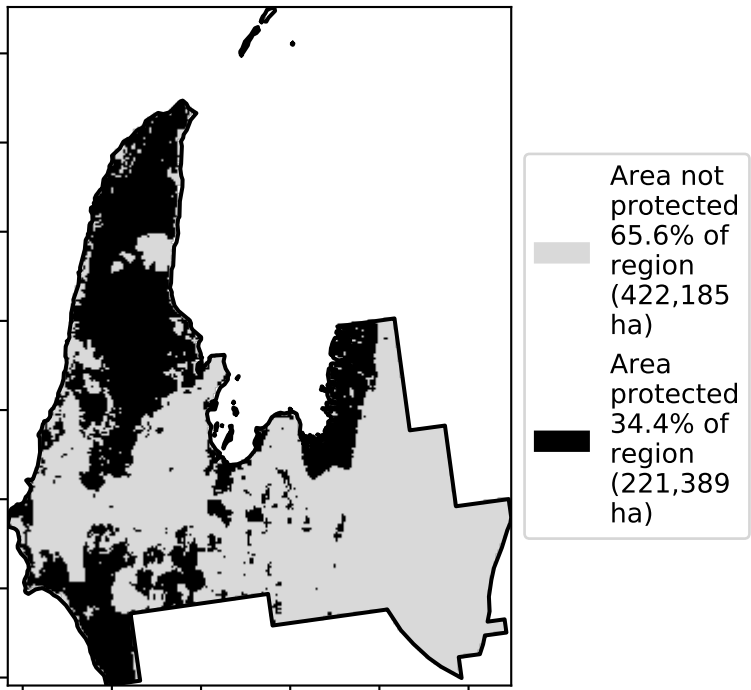 Area not
protected
65.6% of
region
(422,185
ha)
Area
protected
34.4% of
region
(221,389
ha)